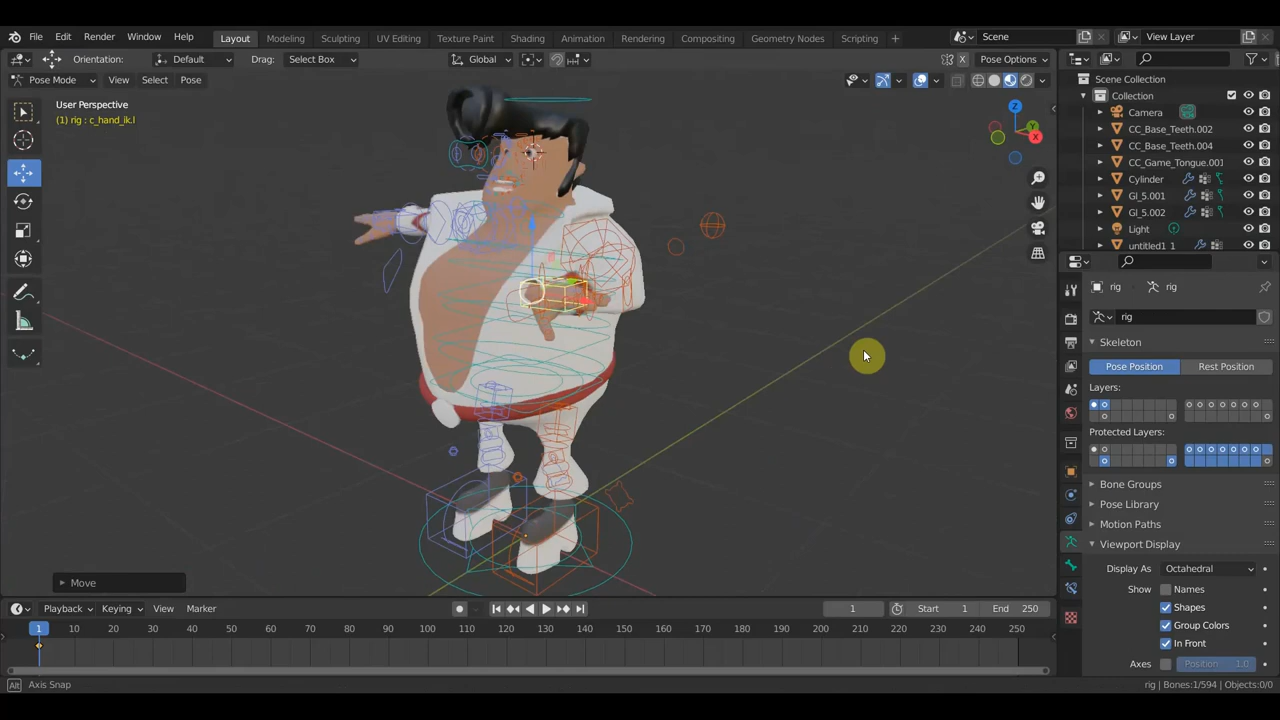 File Edit Render Window Help Layout Modeling Sculpting UV Editing Texture Paint Shading Animation Rendering Compositing Geometry Nodes Scripting + Scene View Layer
Orientation: Default Drag: Select Box Global X Pose Options
Pose Mode View Select Pose
User Perspective
(1) rig : c_hand_ik.l
Z
Y
X
Scene Collection
Collection
Camera
CC_Base_Teeth.002
CC_Base_Teeth.004
CC_Game_Tongue.001
Cylinder
GI_5.001
GI_5.002
Light
untitled1_1
rig rig
rig
Skeleton
Pose Position Rest Position
Layers:
Protected Layers:
Bone Groups
Pose Library
Motion Paths
Viewport Display
Display As Octahedral
Show Names
Shapes
Group Colors
In Front
Axes Position 1.0
Move
Playback Keying View Marker 1 Start 1 End 250
1 10 20 30 40 50 60 70 80 90 100 110 120 130 140 150 160 170 180 190 200 210 220 230 240 250
Alt Axis Snap
rig | Bones:1/594 | Objects:0/0